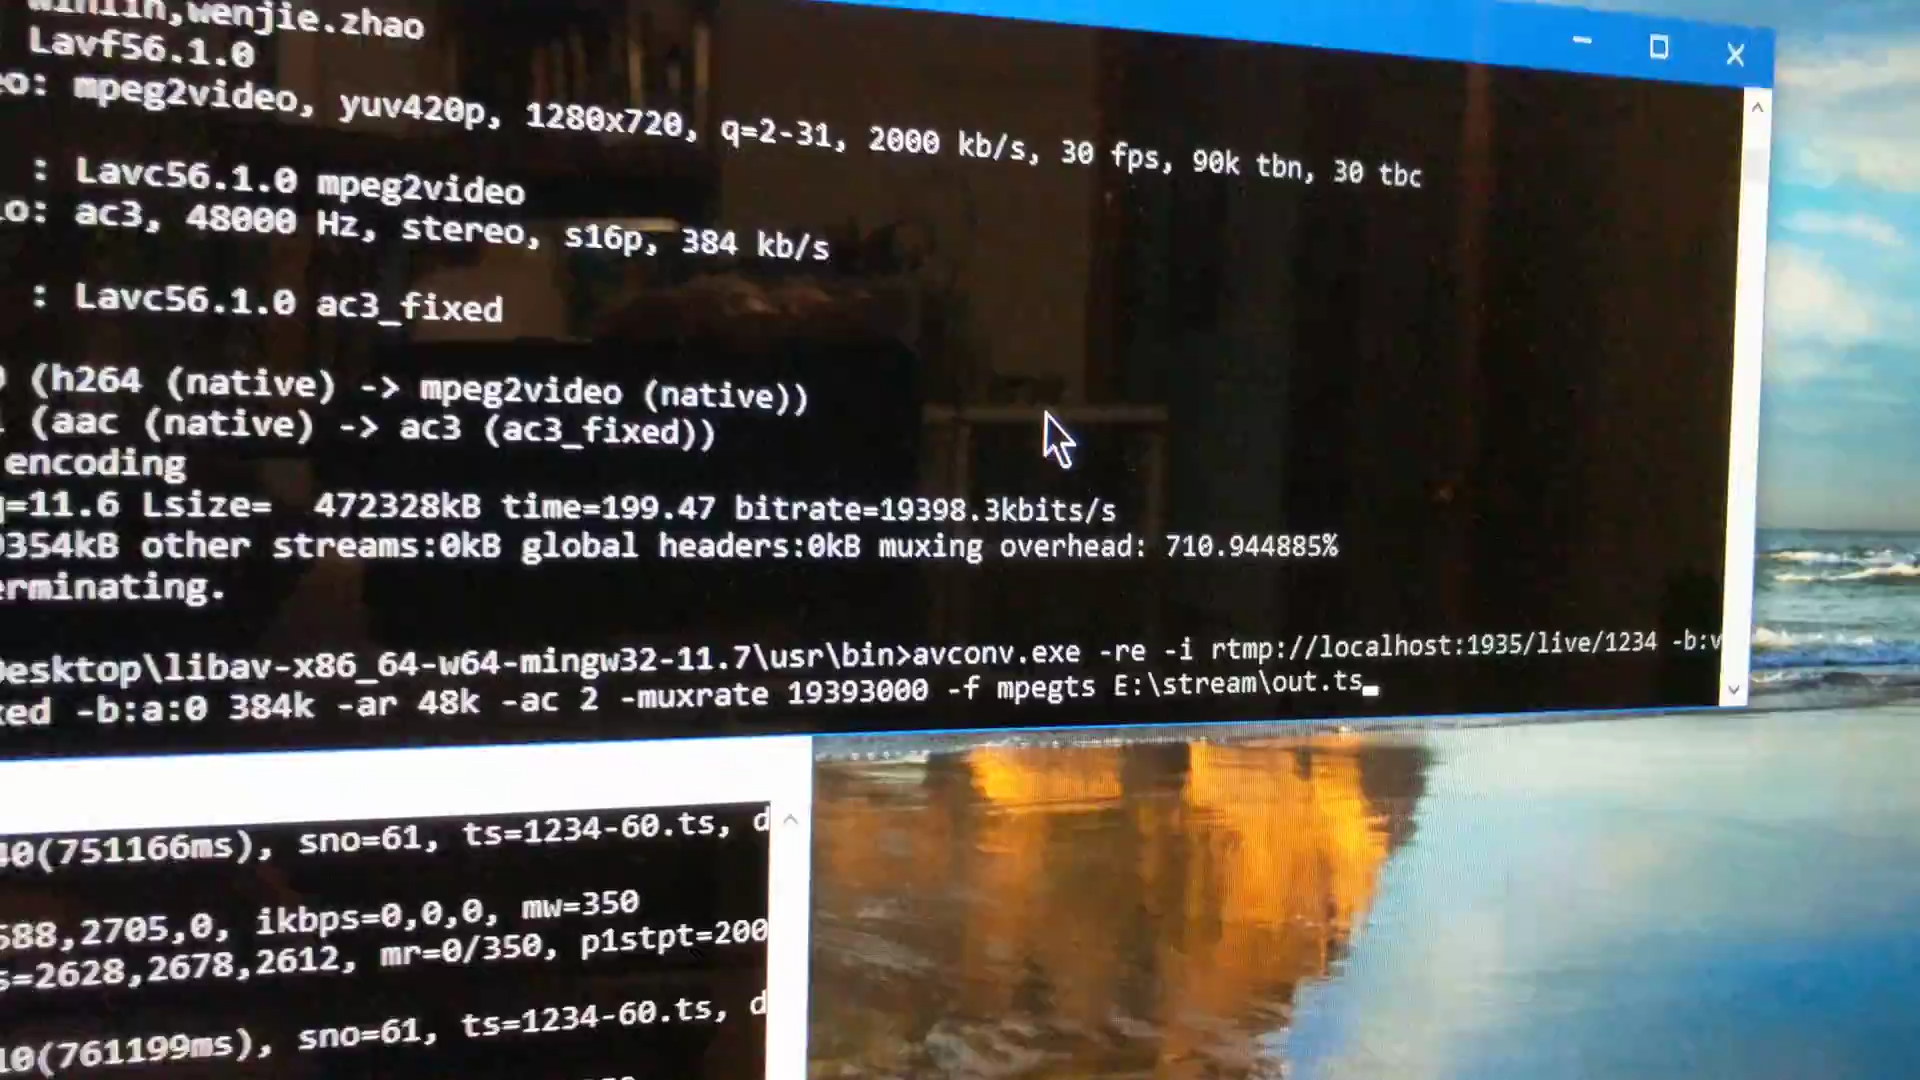 winlin,wenjie.zhao
Lavf56.1.0
eo: mpeg2video, yuv420p, 1280x720, q=2-31, 2000 kb/s, 30 fps, 90k tbn, 30 tbc
: Lavc56.1.0 mpeg2video
io: ac3, 48000 Hz, stereo, s16p, 384 kb/s
: Lavc56.1.0 ac3_fixed
(h264 (native) -> mpeg2video (native))
(aac (native) -> ac3 (ac3_fixed))
encoding
q=11.6 Lsize= 472328kB time=199.47 bitrate=19398.3kbits/s
354kB other streams:0kB global headers:0kB muxing overhead: 710.944885%
erminating.
esktop\libav-x86_64-w64-mingw32-11.7\usr\bin>avconv.exe -re -i rtmp://localhost:1935/live/1234 -b:v
ed -b:a:0 384k -ar 48k -ac 2 -muxrate 19393000 -f mpegts E:\stream\out.ts
0(751166ms), sno=61, ts=1234-60.ts, d
588,2705,0, ikbps=0,0,0, mw=350
s=2628,2678,2612, mr=0/350, p1stpt=200
10(761199ms), sno=61, ts=1234-60.ts, d